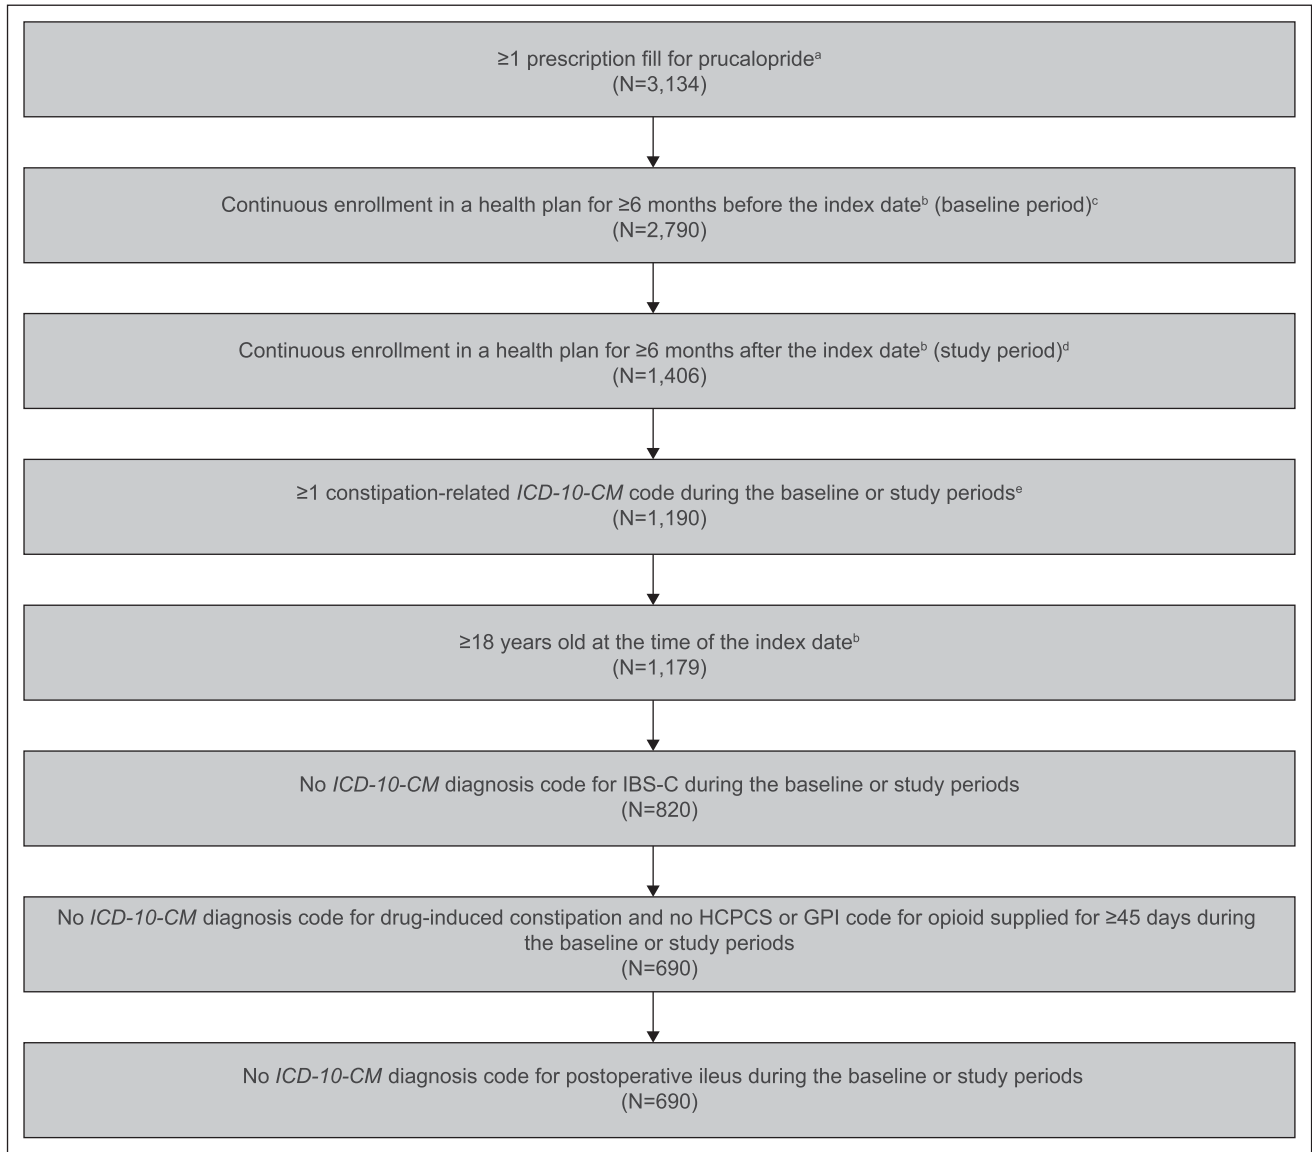 ≥1 prescription fill for prucaloprideᵃ
(N=3,134)
Continuous enrollment in a health plan for ≥6 months before the index dateᵇ (baseline period)ᶜ
(N=2,790)
Continuous enrollment in a health plan for ≥6 months after the index dateᵇ (study period)ᵈ
(N=1,406)
≥1 constipation-related ICD-10-CM code during the baseline or study periodsᵉ
(N=1,190)
≥18 years old at the time of the index dateᵇ
(N=1,179)
No ICD-10-CM diagnosis code for IBS-C during the baseline or study periods
(N=820)
No ICD-10-CM diagnosis code for drug-induced constipation and no HCPCS or GPI code for opioid supplied for ≥45 days during
the baseline or study periods
(N=690)
No ICD-10-CM diagnosis code for postoperative ileus during the baseline or study periods
(N=690)